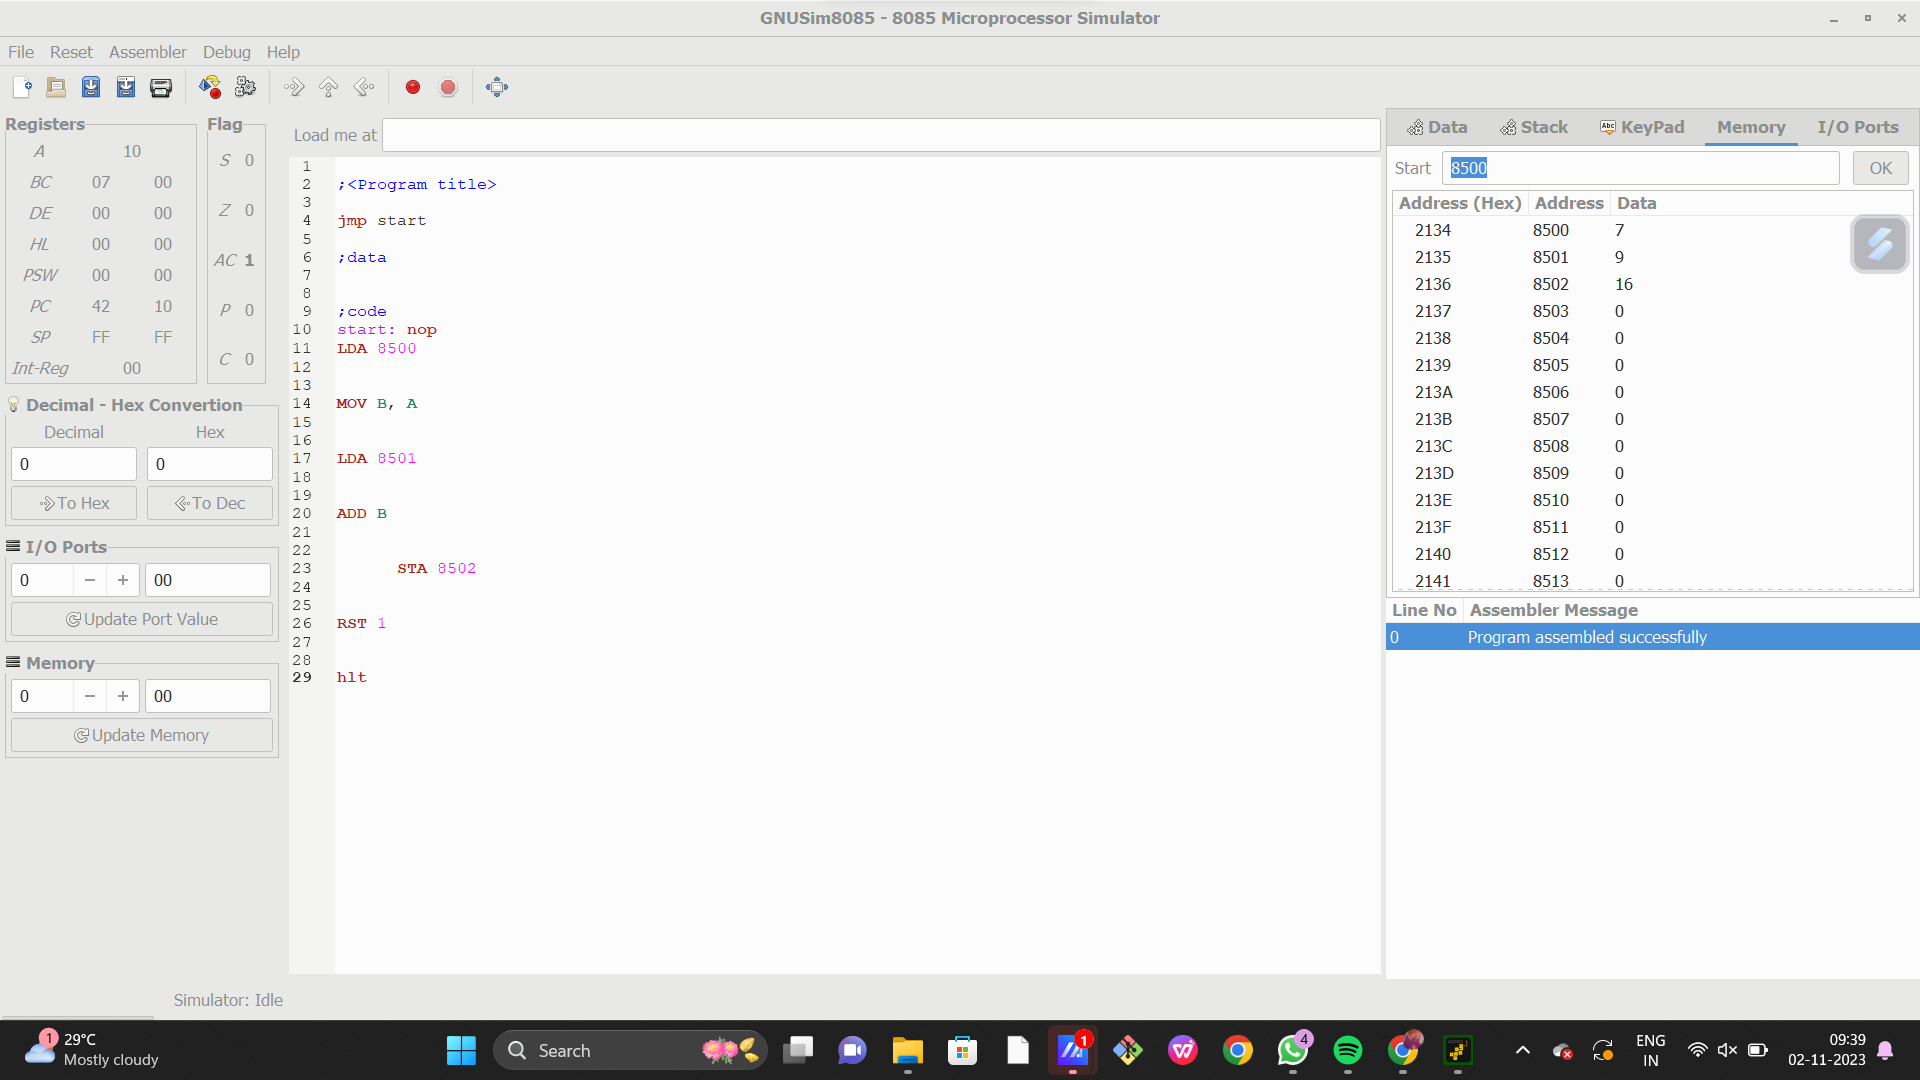 GNUSim8085 - 8085 Microprocessor Simulator
File Reset Assembler Debug Help
Registers
A 10
BC 07 00
DE 00 00
HL 00 00
PSW 00 00
PC 42 10
SP FF FF
Int-Reg 00
Flag
S 0
Z 0
AC 1
P 0
C 0
Decimal - Hex Convertion
Decimal Hex
0 0
To Hex To Dec
I/O Ports
0 − + 00
Update Port Value
Memory
0 − + 00
Update Memory
Load me at
1
2 ;<Program title>
3
4 jmp start
5
6 ;data
7
8
9 ;code
10 start: nop
11 LDA 8500
12
13
14 MOV B, A
15
16
17 LDA 8501
18
19
20 ADD B
21
22
23 STA 8502
24
25
26 RST 1
27
28
29 hlt
Data Stack Abc KeyPad Memory I/O Ports
Start 8500 OK
Address (Hex) Address Data
2134 8500 7
2135 8501 9
2136 8502 16
2137 8503 0
2138 8504 0
2139 8505 0
213A 8506 0
213B 8507 0
213C 8508 0
213D 8509 0
213E 8510 0
213F 8511 0
2140 8512 0
2141 8513 0
Line No Assembler Message
0 Program assembled successfully
Simulator: Idle
1 29°C
Mostly cloudy
Search
1
4
ENG
IN
09:39
02-11-2023